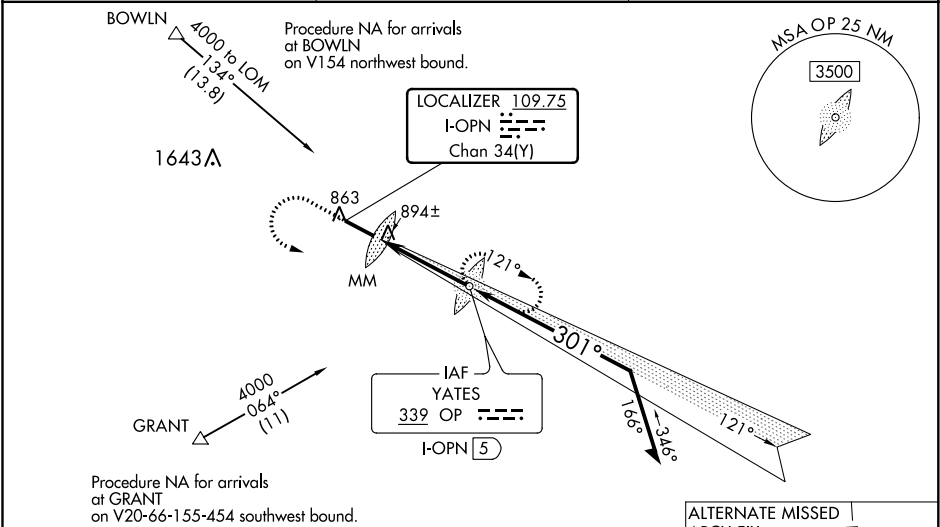 BOWLN
4000 to LOM
134°
(13.8)
Procedure NA for arrivals
at BOWLN
on V154 northwest bound.
MSA OP 25 NM
3500
LOCALIZER 109.75
I-OPN
Chan 34(Y)
1643
863
894±
MM
121°
301°
IAF
YATES
339 OP
I-OPN 5
166°
346°
121°
4000
064°
(11)
GRANT
Procedure NA for arrivals
at GRANT
on V20-66-155-454 southwest bound.
ALTERNATE MISSED